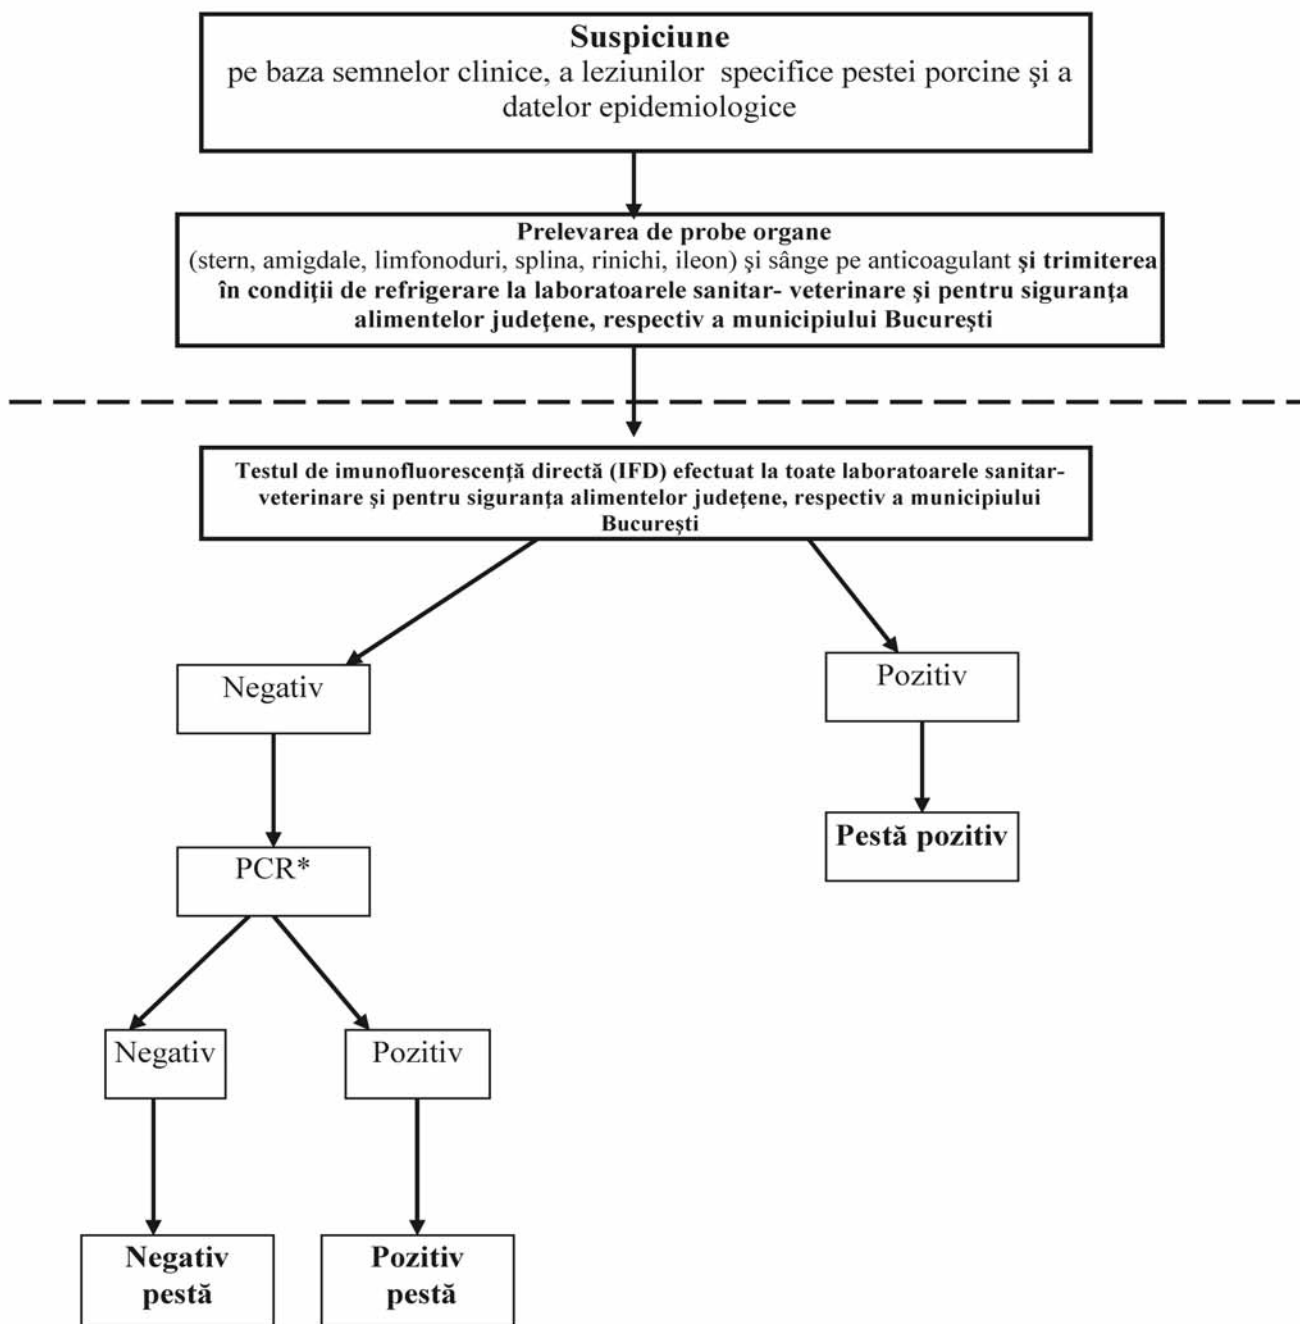 Suspiciune
pe baza semnelor clinice, a leziunilor specifice pestei porcine şi a
datelor epidemiologice
Prelevarea de probe organe
(stern, amigdale, limfonoduri, splina, rinichi, ileon) şi sânge pe anticoagulant şi trimiterea
în condiţii de refrigerare la laboratoarele sanitar- veterinare şi pentru siguranţa
alimentelor judeţene, respectiv a municipiului Bucureşti
Testul de imunofluorescenţă directă (IFD) efectuat la toate laboratoarele sanitar-
veterinare şi pentru siguranţa alimentelor judeţene, respectiv a municipiului
Bucureşti
Negativ
Pozitiv
Pestă pozitiv
PCR*
Negativ
Pozitiv
Negativ
pestă
Pozitiv
pestă